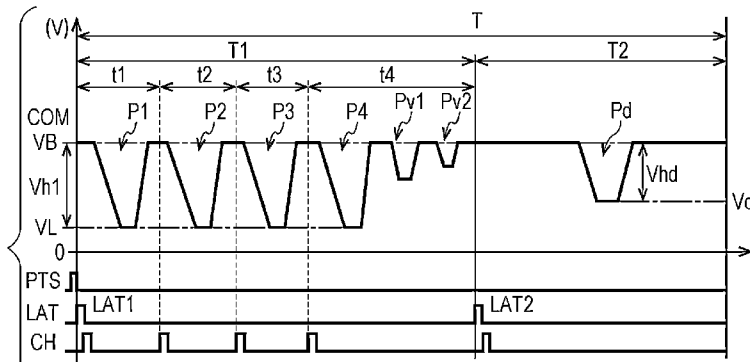 (V)
T
T1 T2
t1 t2 t3 t4
COM P1 P2 P3 P4 Pv1 Pv2 Pd
VB
Vh1 Vhd
VL
0
PTS
LAT LAT1 LAT2
CH